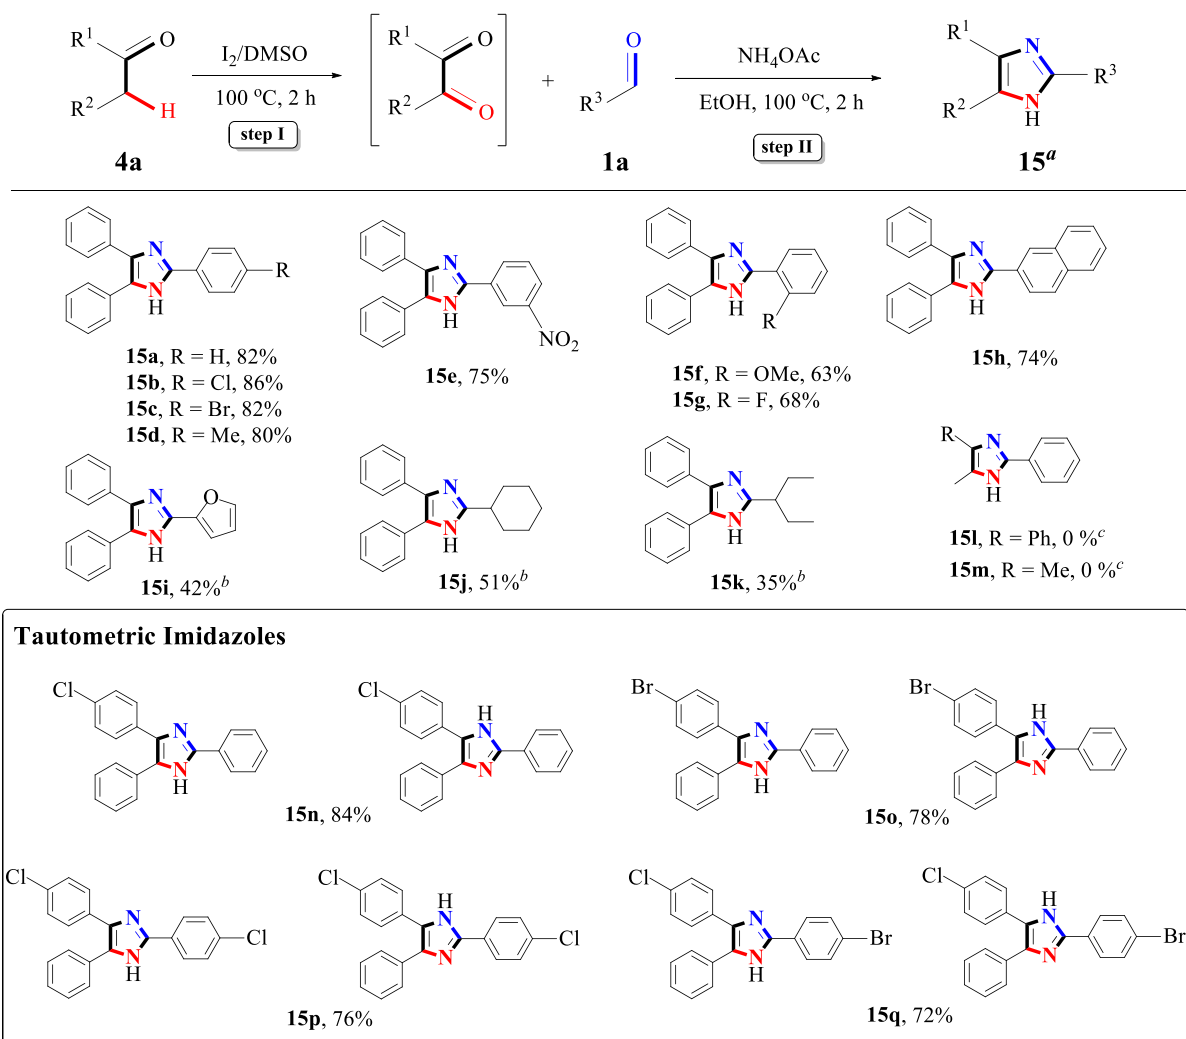 R¹ O I₂/DMSO 100 °C, 2 h step I R² H 4a
R¹ O R² O
+
O R³ 1a
NH₄OAc EtOH, 100 °C, 2 h step II
R¹ N R³ R² N H 15ᵃ
N N H R
15a, R = H, 82%
15b, R = Cl, 86%
15c, R = Br, 82%
15d, R = Me, 80%
N N H NO₂
15e, 75%
N N H R
15f, R = OMe, 63%
15g, R = F, 68%
N N H
15h, 74%
N O N H
15i, 42%ᵇ
N N H
15j, 51%ᵇ
N N H
15k, 35%ᵇ
R N N H
15l, R = Ph, 0 %ᶜ
15m, R = Me, 0 %ᶜ
Tautometric Imidazoles
Cl N N H
Cl H N N
15n, 84%
Br N N H
Br H N N
15o, 78%
Cl N N H Cl
Cl H N N Cl
15p, 76%
Cl N N H Br
Cl H N N Br
15q, 72%